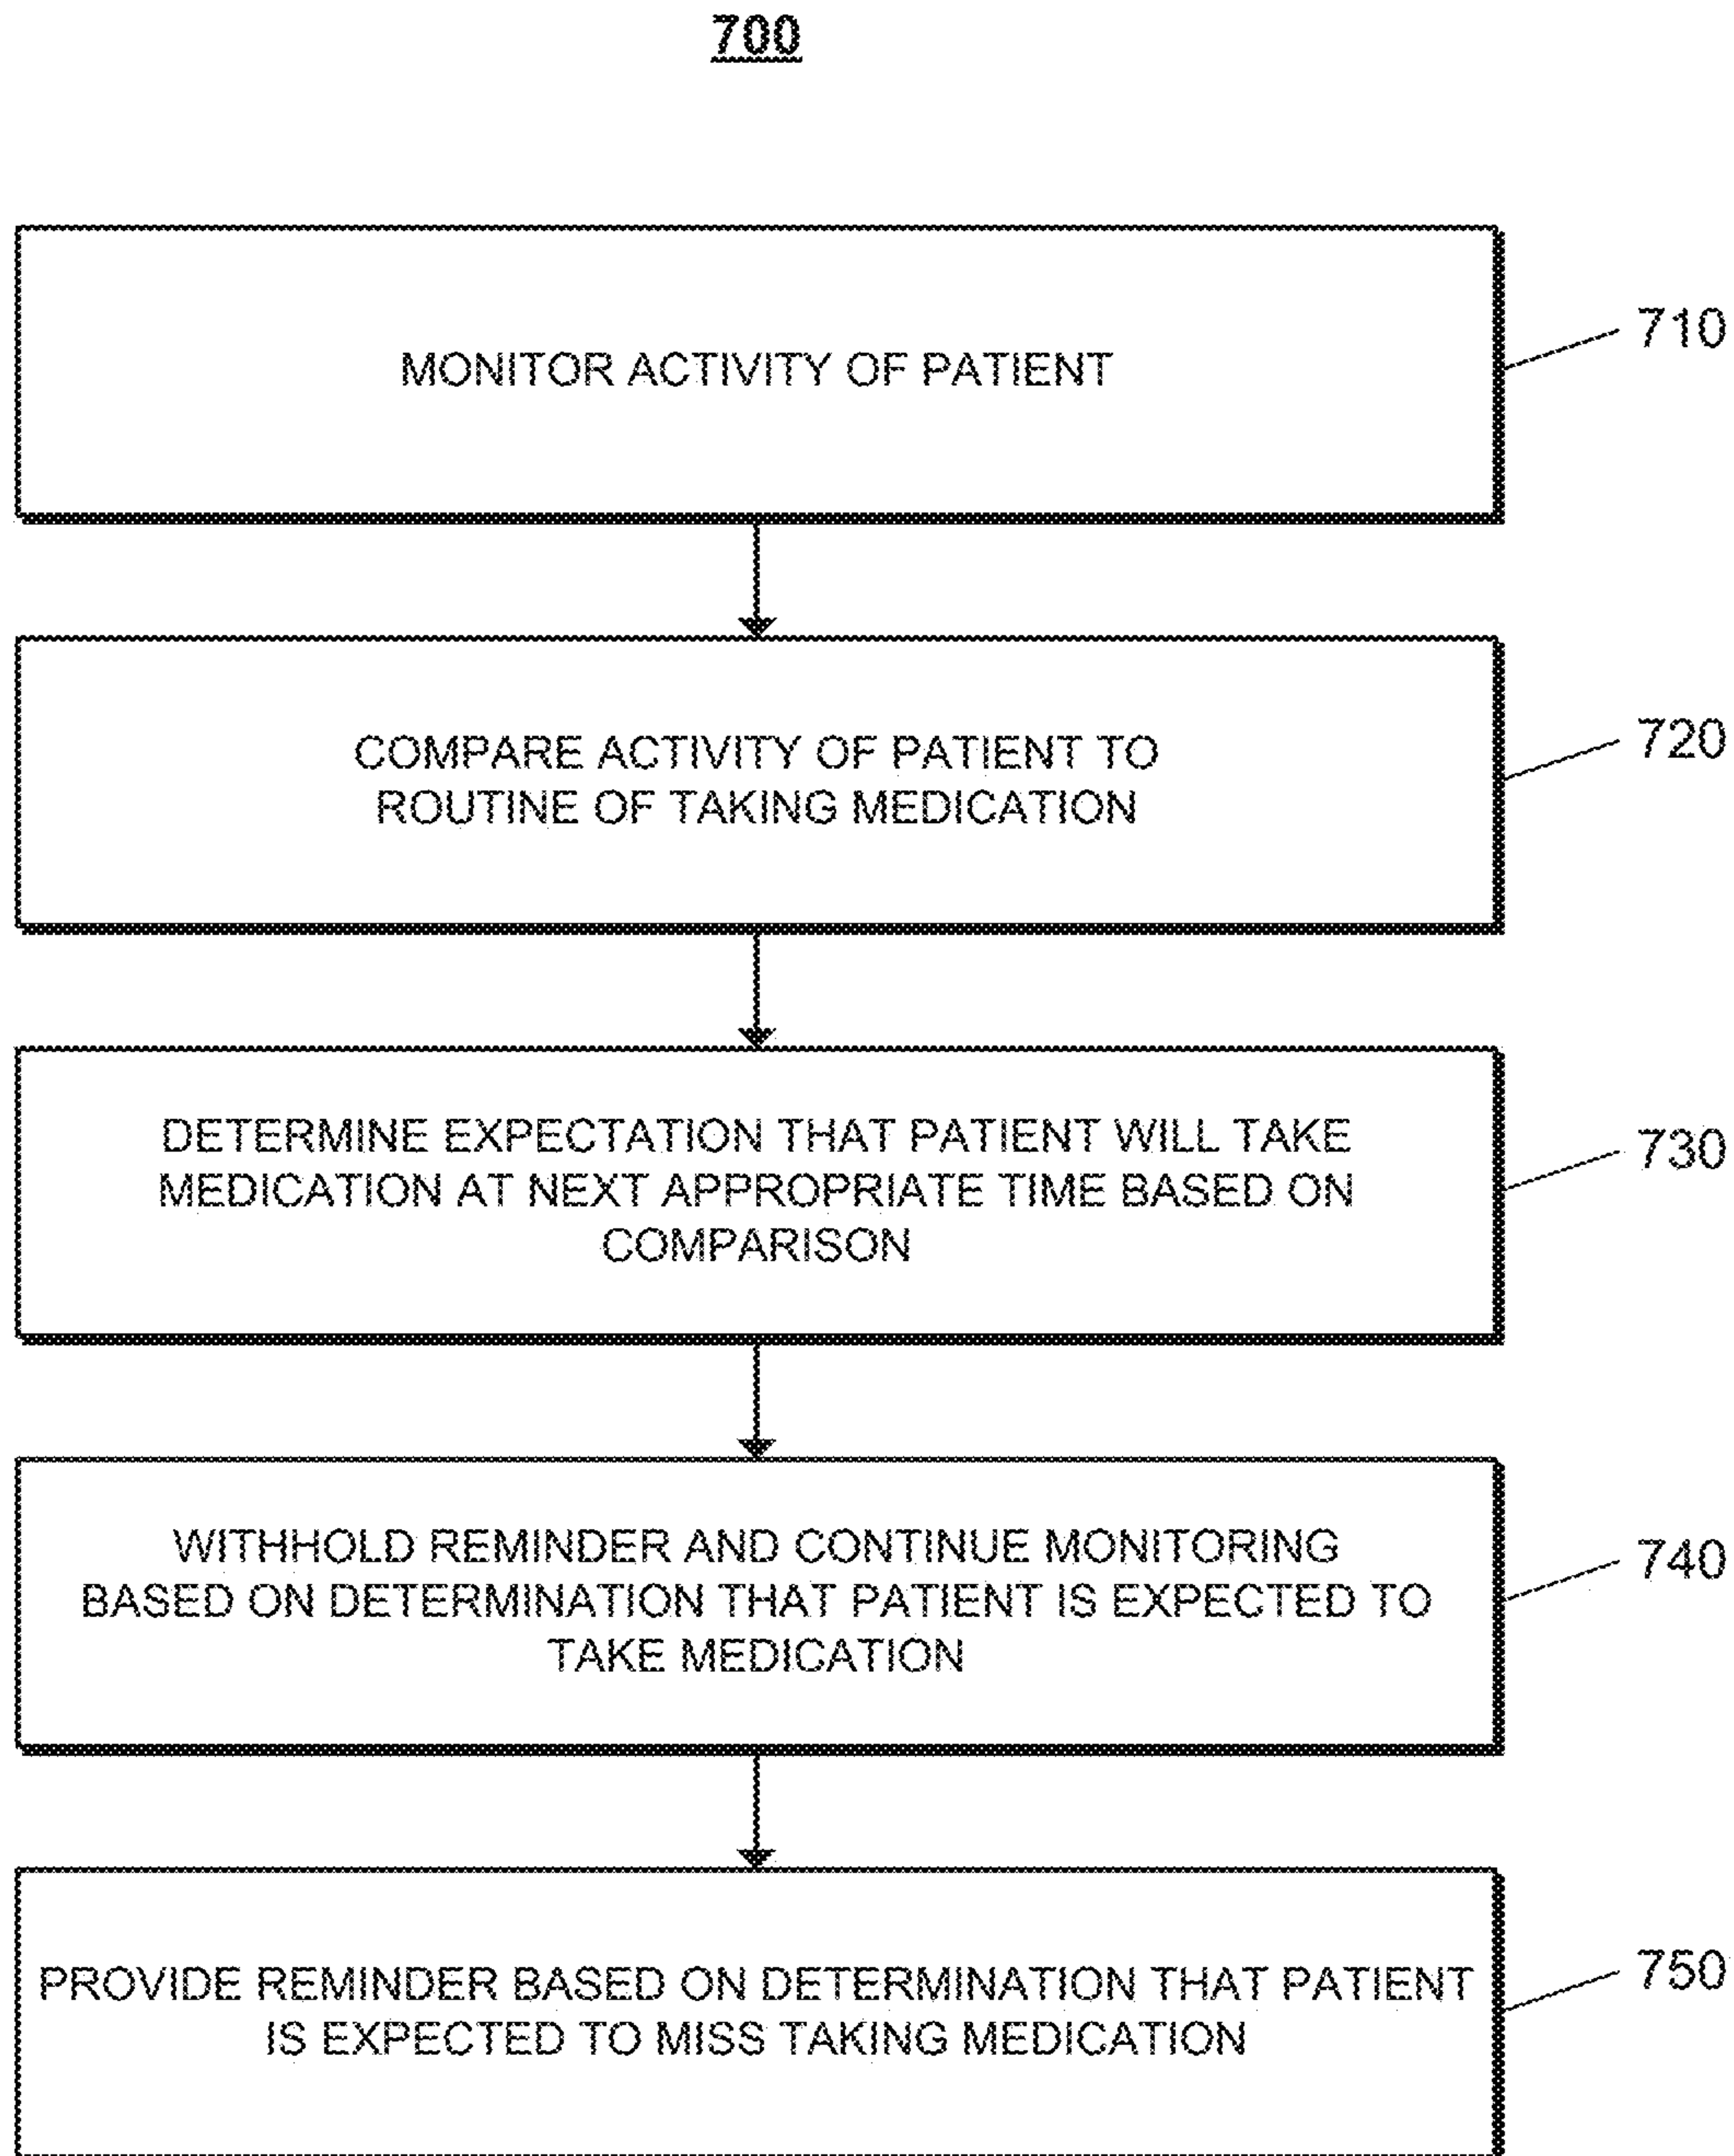 700
MONITOR ACTIVITY OF PATIENT
710
COMPARE ACTIVITY OF PATIENT TO
ROUTINE OF TAKING MEDICATION
720
DETERMINE EXPECTATION THAT PATIENT WILL TAKE
MEDICATION AT NEXT APPROPRIATE TIME BASED ON
COMPARISON
730
WITHHOLD REMINDER AND CONTINUE MONITORING
BASED ON DETERMINATION THAT PATIENT IS EXPECTED TO
TAKE MEDICATION
740
PROVIDE REMINDER BASED ON DETERMINATION THAT PATIENT
IS EXPECTED TO MISS TAKING MEDICATION
750